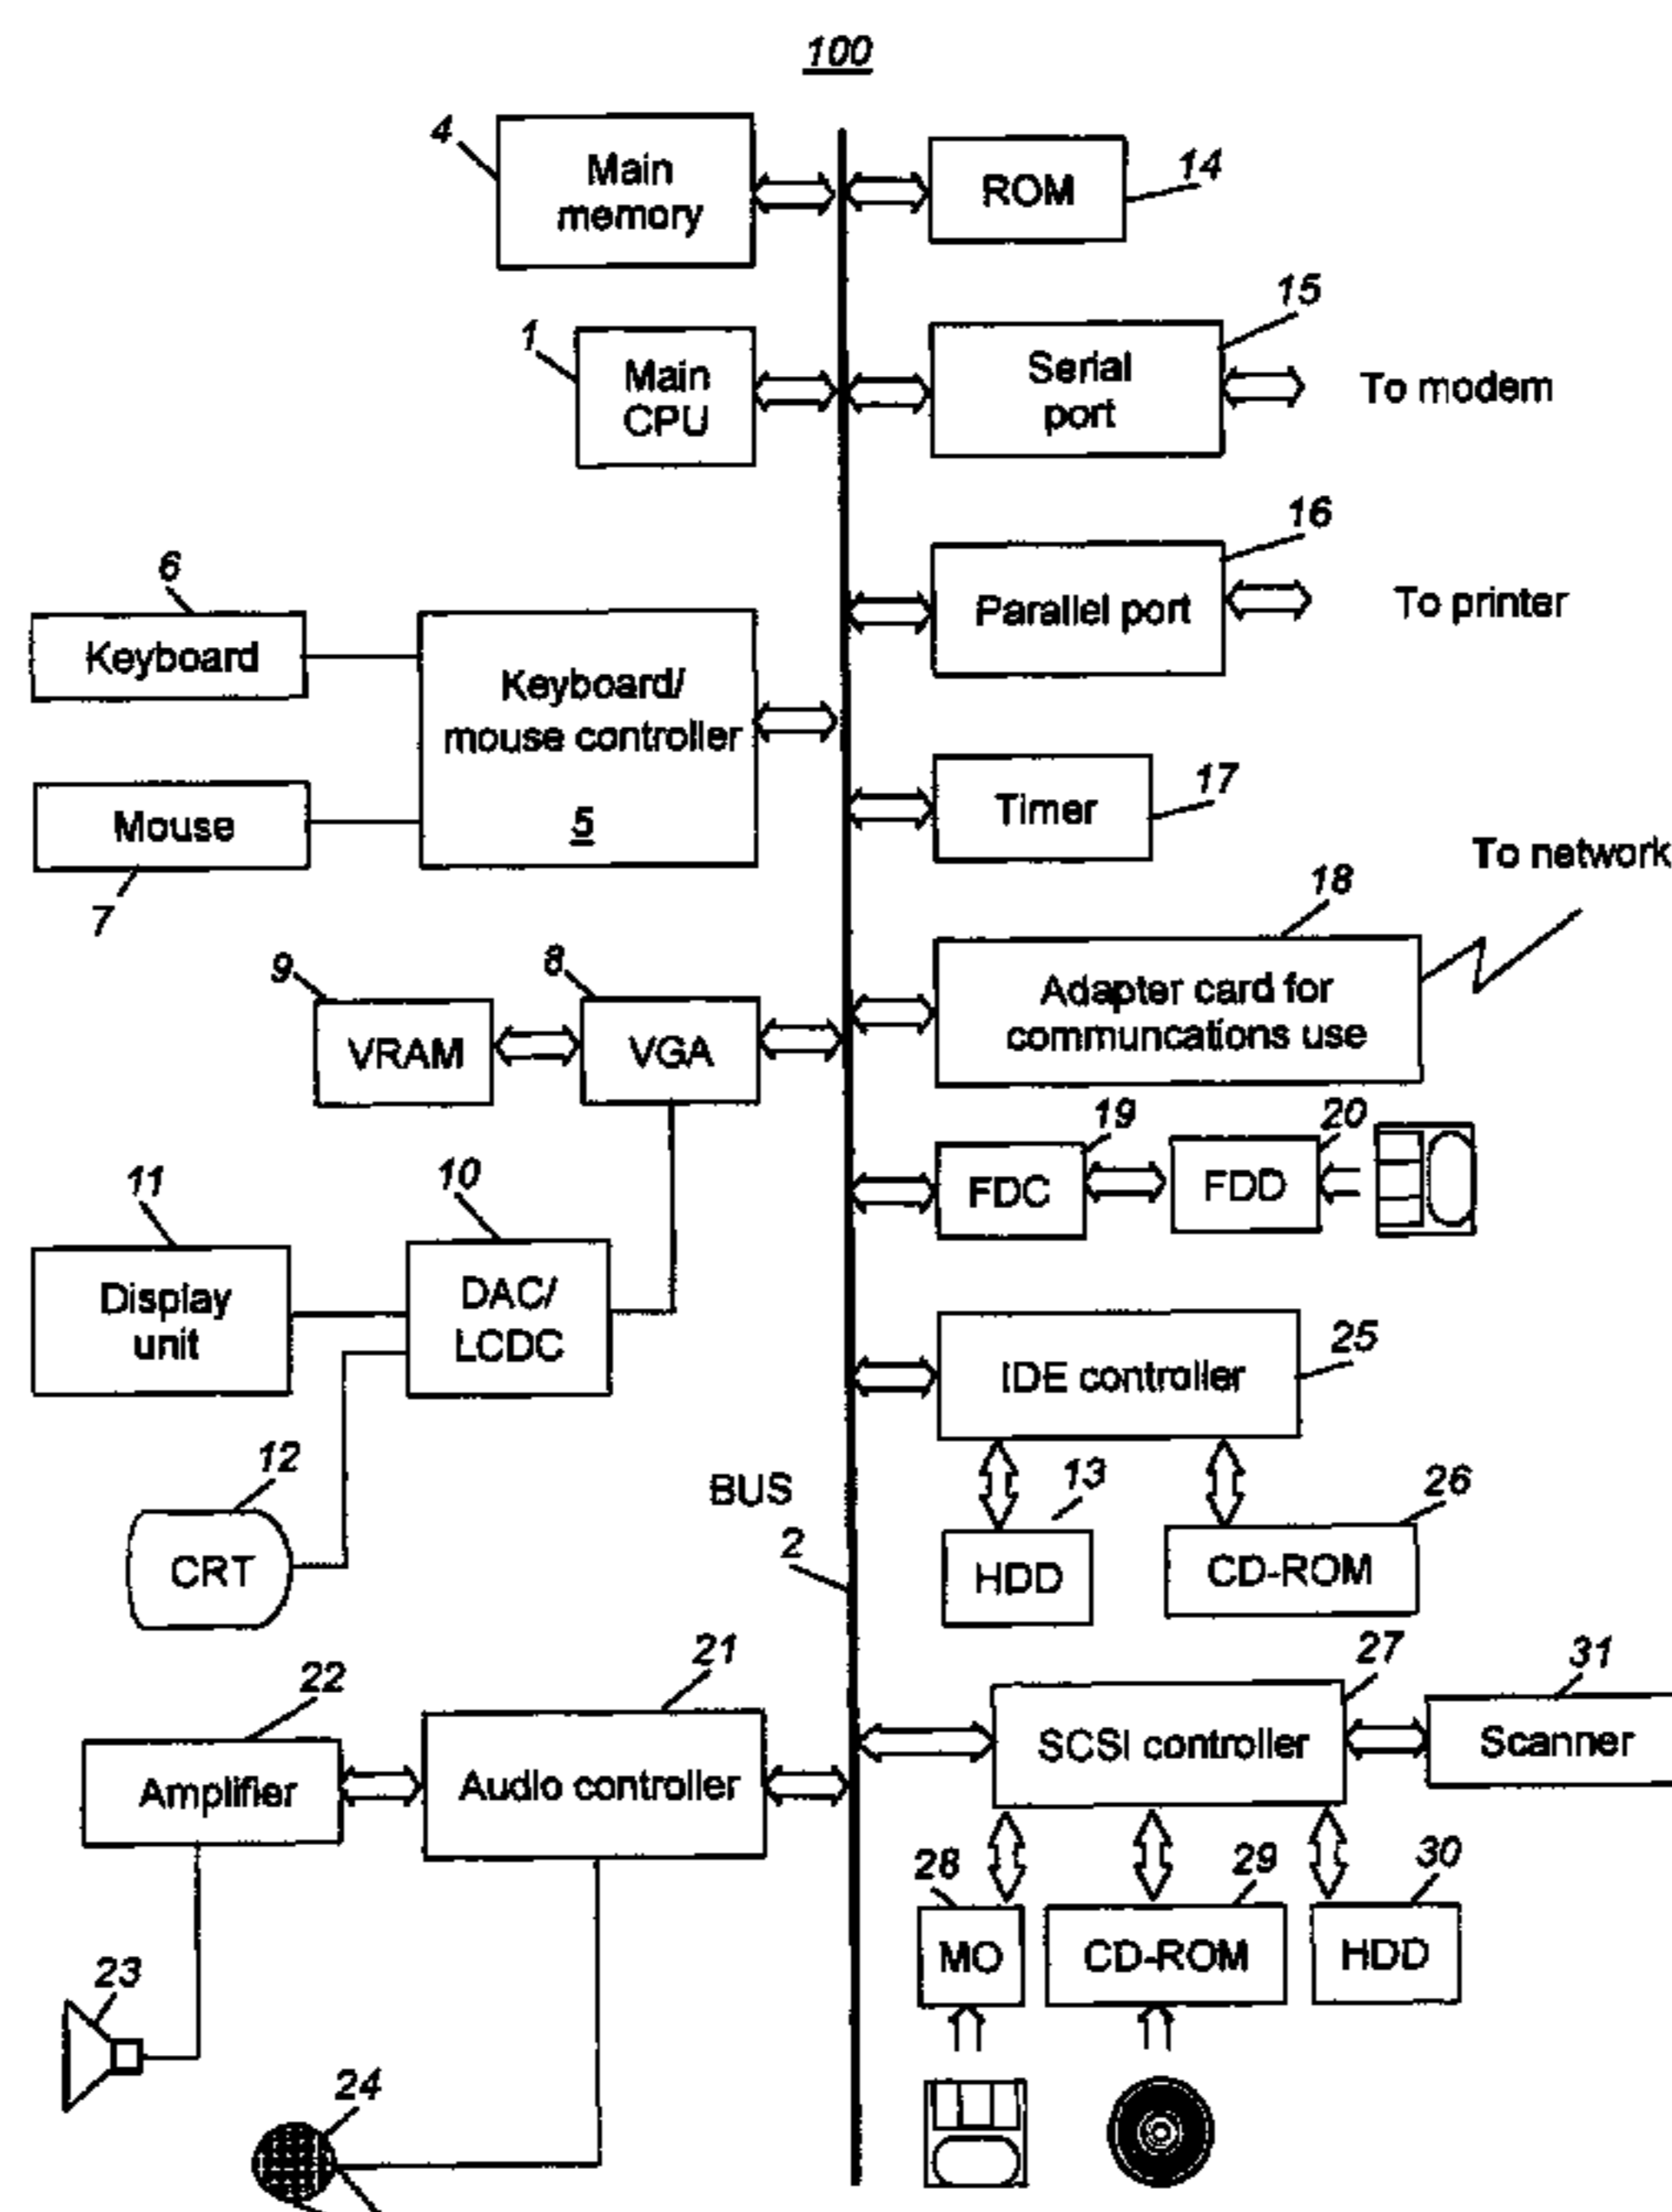 100
4
Main
memory
ROM
14
1
Main
CPU
15
Serial
port
To modem
16
Parallel port
To printer
6
Keyboard
Keyboard/
mouse controller
5
Mouse
7
17
Timer
To network
18
Adapter card for
communcations use
9
VRAM
8
VGA
19
FDC
20
FDD
11
Display
unit
10
DAC/
LCDC
25
IDE controller
12
CRT
BUS
2
13
HDD
26
CD-ROM
22
Amplifier
21
Audio controller
27
SCSI controller
31
Scanner
28
MO
29
CD-ROM
30
HDD
23
24